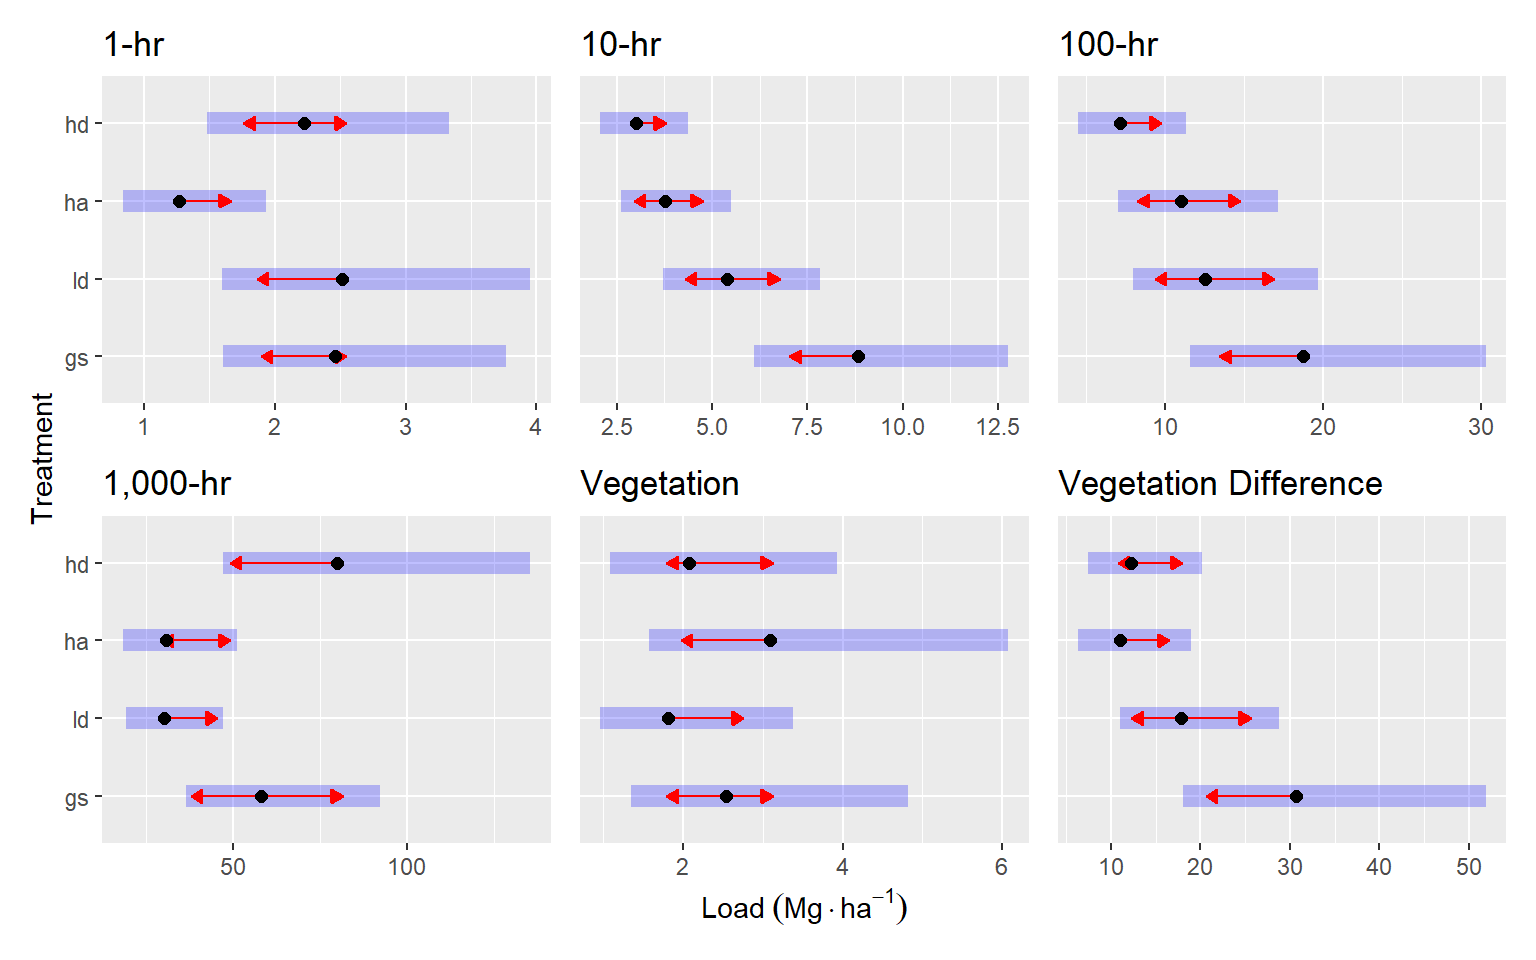 1-hr
10-hr
100-hr
hd
ha
ld
gs
1
2
3
4
2.5
5.0
7.5
10.0
12.5
10
20
30
Treatment
1,000-hr
Vegetation
Vegetation Difference
hd
ha
ld
gs
50
100
2
4
6
10
20
30
40
50
Load (Mg · ha⁻¹)